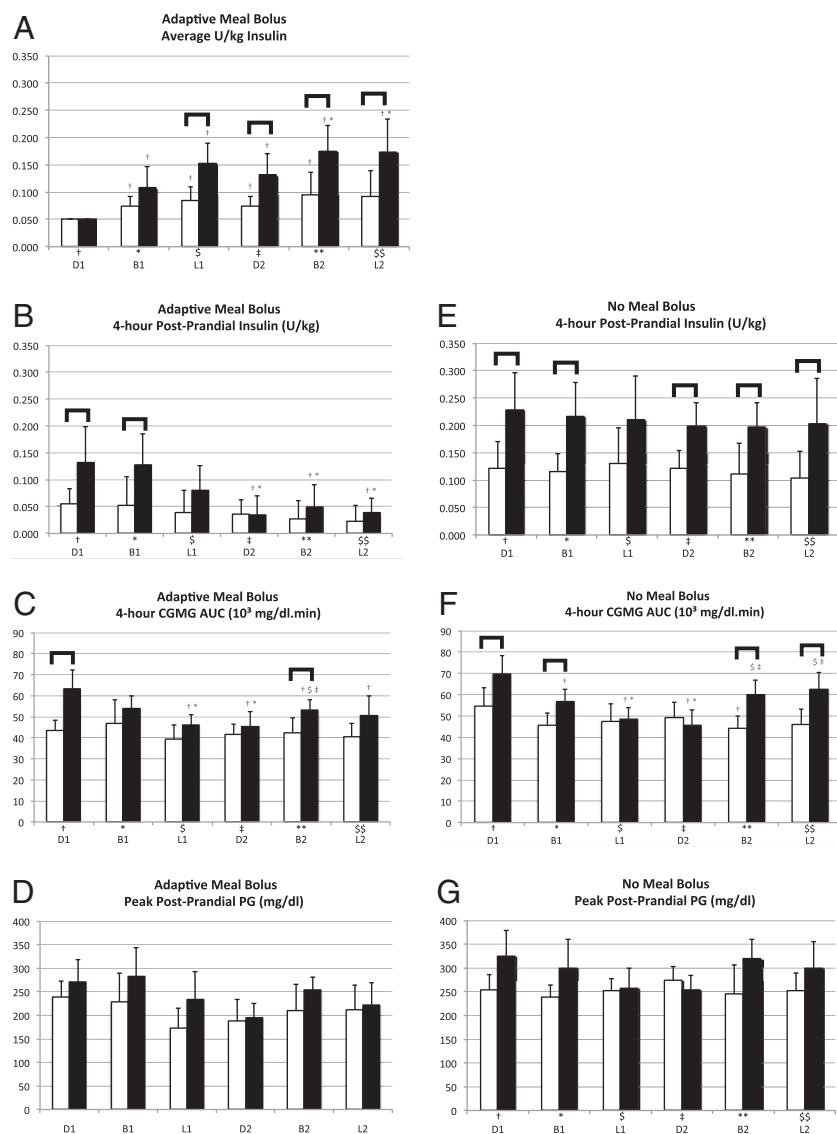 A
Adaptive Meal Bolus
Average U/kg Insulin
0.350
0.300
0.250
0.200
0.150
0.100
0.050
0.000
† † † † † † † † * † *
† * $ ‡ ** $$
D1 B1 L1 D2 B2 L2
B
Adaptive Meal Bolus
4-hour Post-Prandial Insulin (U/kg)
0.350
0.300
0.250
0.200
0.150
0.100
0.050
0.000
† * † * † *
† * $ ‡ ** $$
D1 B1 L1 D2 B2 L2
E
No Meal Bolus
4-hour Post-Prandial Insulin (U/kg)
0.350
0.300
0.250
0.200
0.150
0.100
0.050
0.000
† * $ ‡ ** $$
D1 B1 L1 D2 B2 L2
C
Adaptive Meal Bolus
4-hour CGMG AUC (10³ mg/dl.min)
90
80
70
60
50
40
30
20
10
0
† * † * † $ ‡ †
† * $ ‡ ** $$
D1 B1 L1 D2 B2 L2
F
No Meal Bolus
4-hour CGMG AUC (10³ mg/dl.min)
90
80
70
60
50
40
30
20
10
0
† † * † * † $ ‡ $ ‡
† * $ ‡ ** $$
D1 B1 L1 D2 B2 L2
D
Adaptive Meal Bolus
Peak Post-Prandial PG (mg/dl)
400
350
300
250
200
150
100
50
0
D1 B1 L1 D2 B2 L2
G
No Meal Bolus
Peak Post-Prandial PG (mg/dl)
400
350
300
250
200
150
100
50
0
† * $ ‡ ** $$
D1 B1 L1 D2 B2 L2